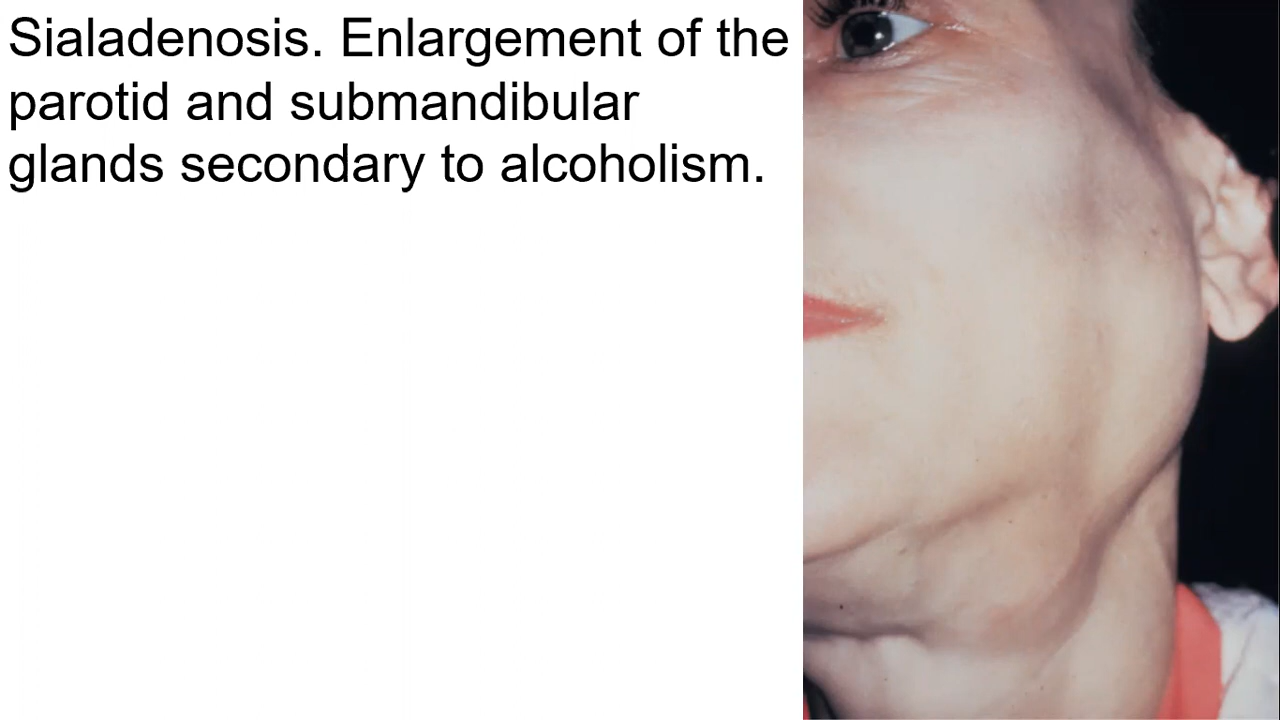 Sialadenosis. Enlargement of the
parotid and submandibular
glands secondary to alcoholism.